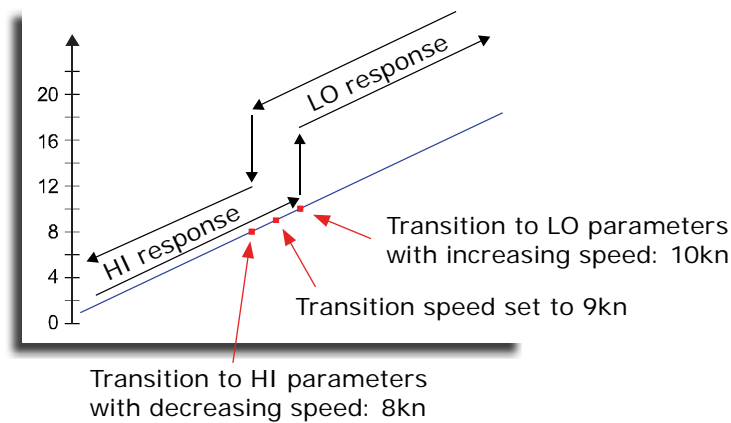 LO response
20
16
12
8
4
0
HI response
Transition to LO parameters
with increasing speed: 10kn
Transition speed set to 9kn
Transition to HI parameters
with decreasing speed: 8kn